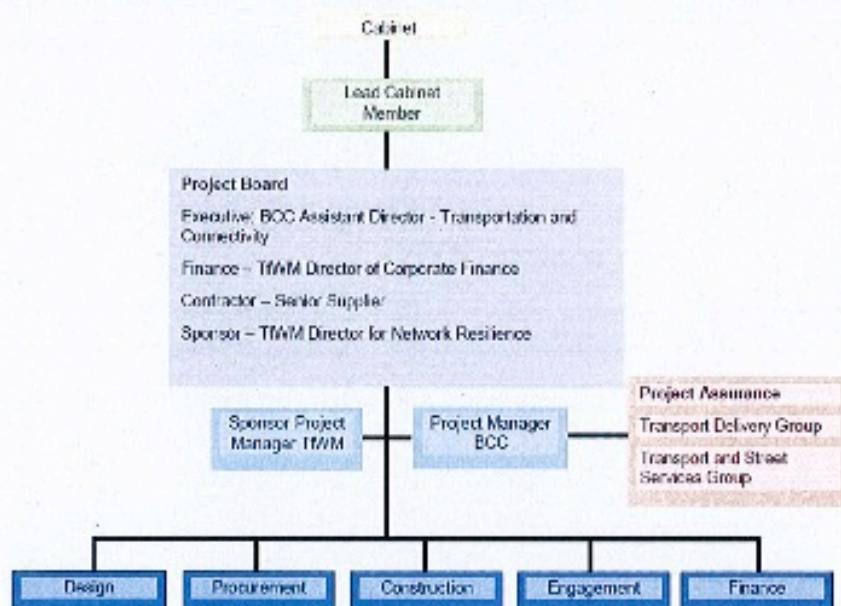 Cabinet
Lead Cabinet
Member
Project Board
Executive; BCC Assistant Director - Transportation and
Connectivity
Finance – TfWM Director of Corporate Finance
Contractor – Senior Supplier
Sponsor – TfWM Director for Network Resilience
Sponsor Project
Manager TfWM
Project Manager
BCC
Project Assurance
Transport Delivery Group
Transport and Street
Services Group
Design
Procurement
Construction
Engagement
Finance